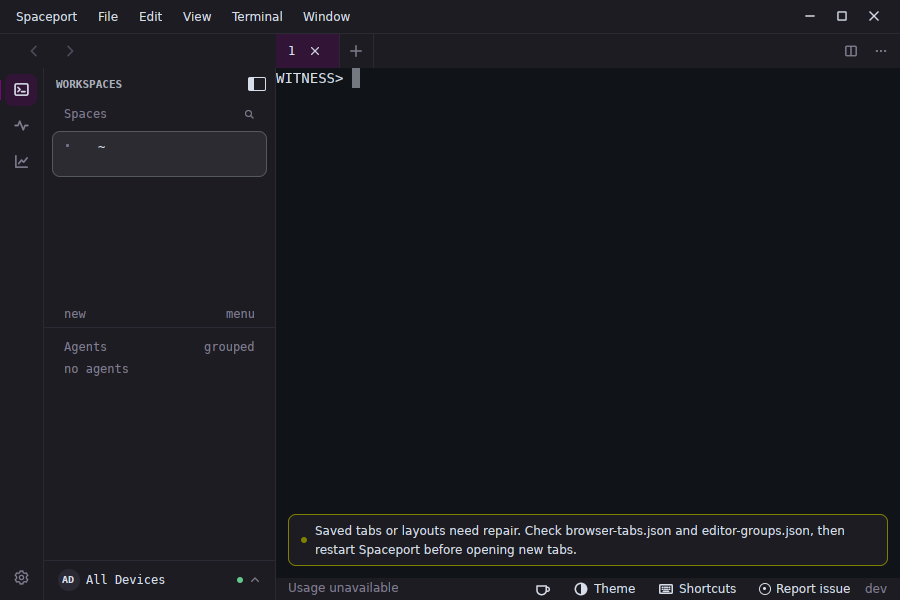 Spaceport File Edit View Terminal Window
1
WORKSPACES
Spaces
~
new menu
Agents grouped
no agents
AD All Devices
WITNESS>
Saved tabs or layouts need repair. Check browser-tabs.json and editor-groups.json, then
restart Spaceport before opening new tabs.
Usage unavailable Theme Shortcuts Report issue dev